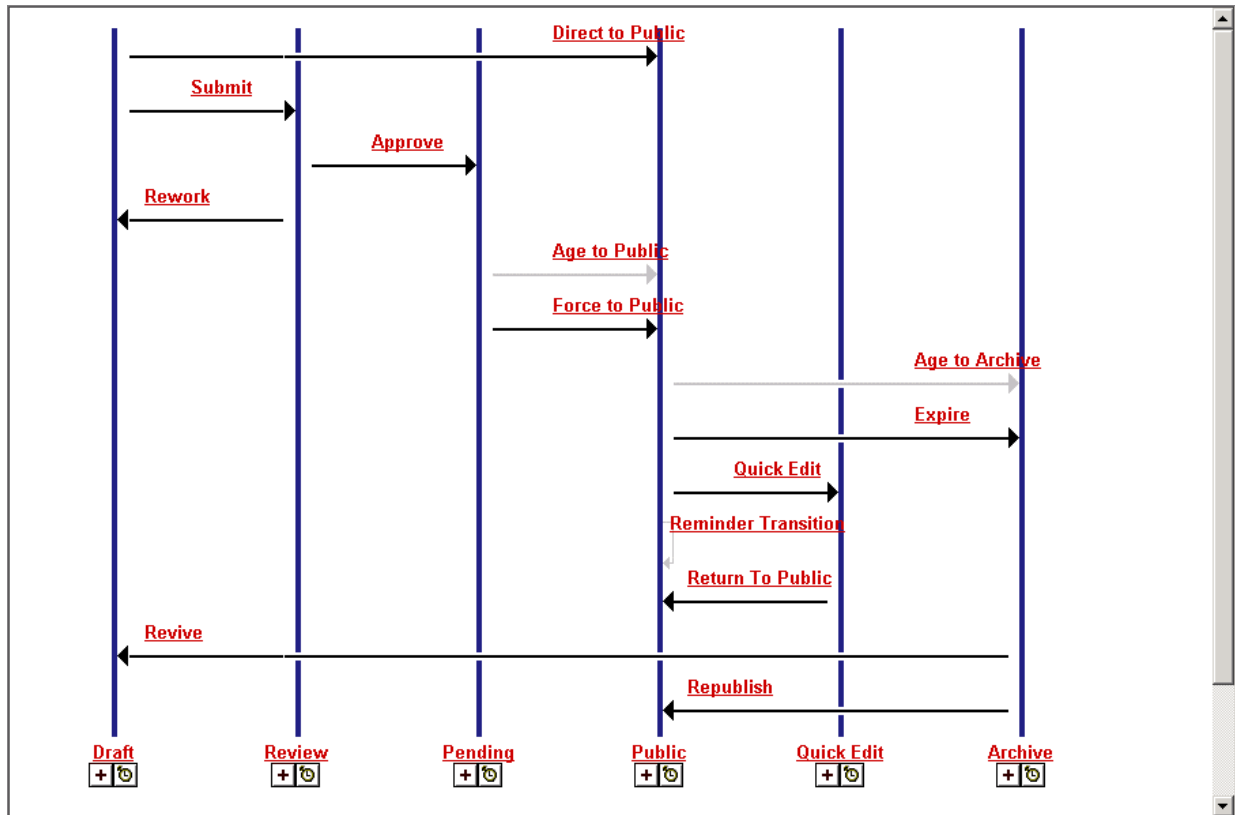 Direct to Public
Submit
Approve
Rework
Age to Public
Force to Public
Age to Archive
Expire
Quick Edit
Reminder Transition
Return To Public
Revive
Republish
Draft Review Pending Public Quick Edit Archive